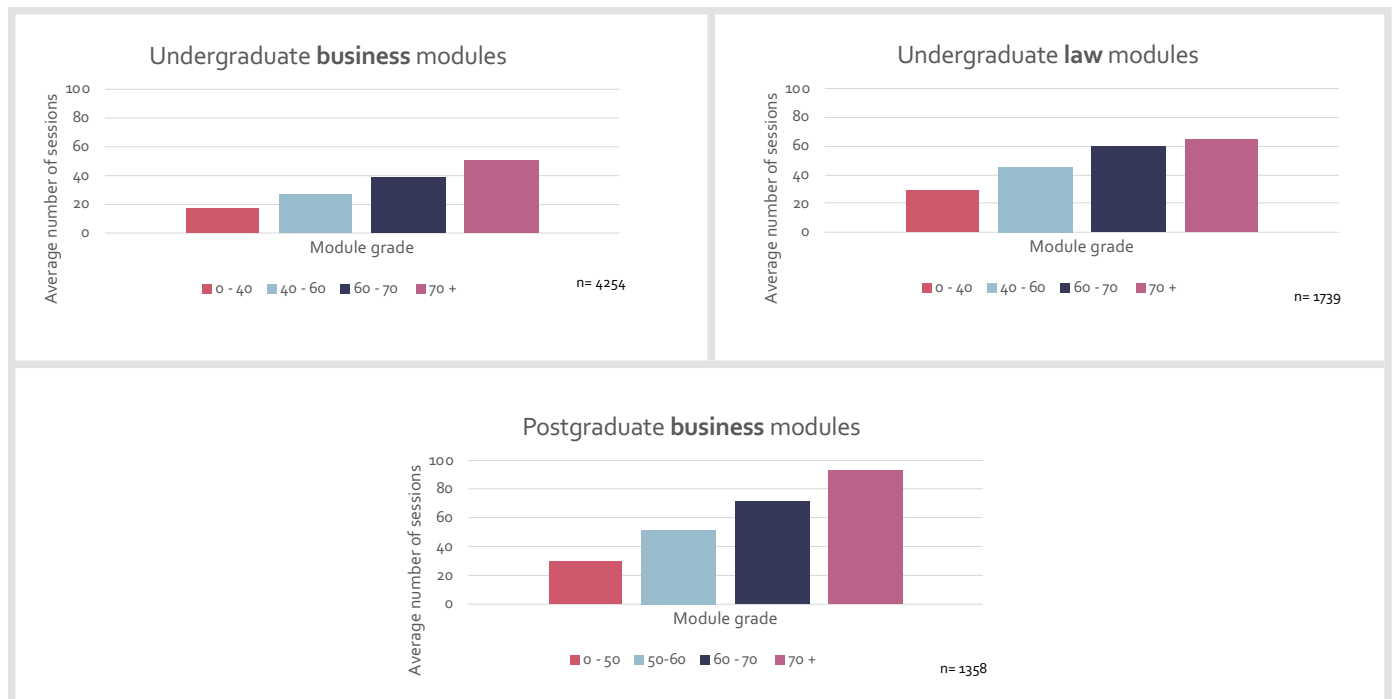 Undergraduate business modules
Average number of sessions
100
80
60
40
20
0
Module grade
0 - 40 40 - 60 60 - 70 70 +
n= 4254
Undergraduate law modules
Average number of sessions
100
80
60
40
20
0
Module grade
0 - 40 40 - 60 60 - 70 70 +
n= 1739
Postgraduate business modules
Average number of sessions
100
80
60
40
20
0
Module grade
0 - 50 50-60 60 - 70 70 +
n= 1358